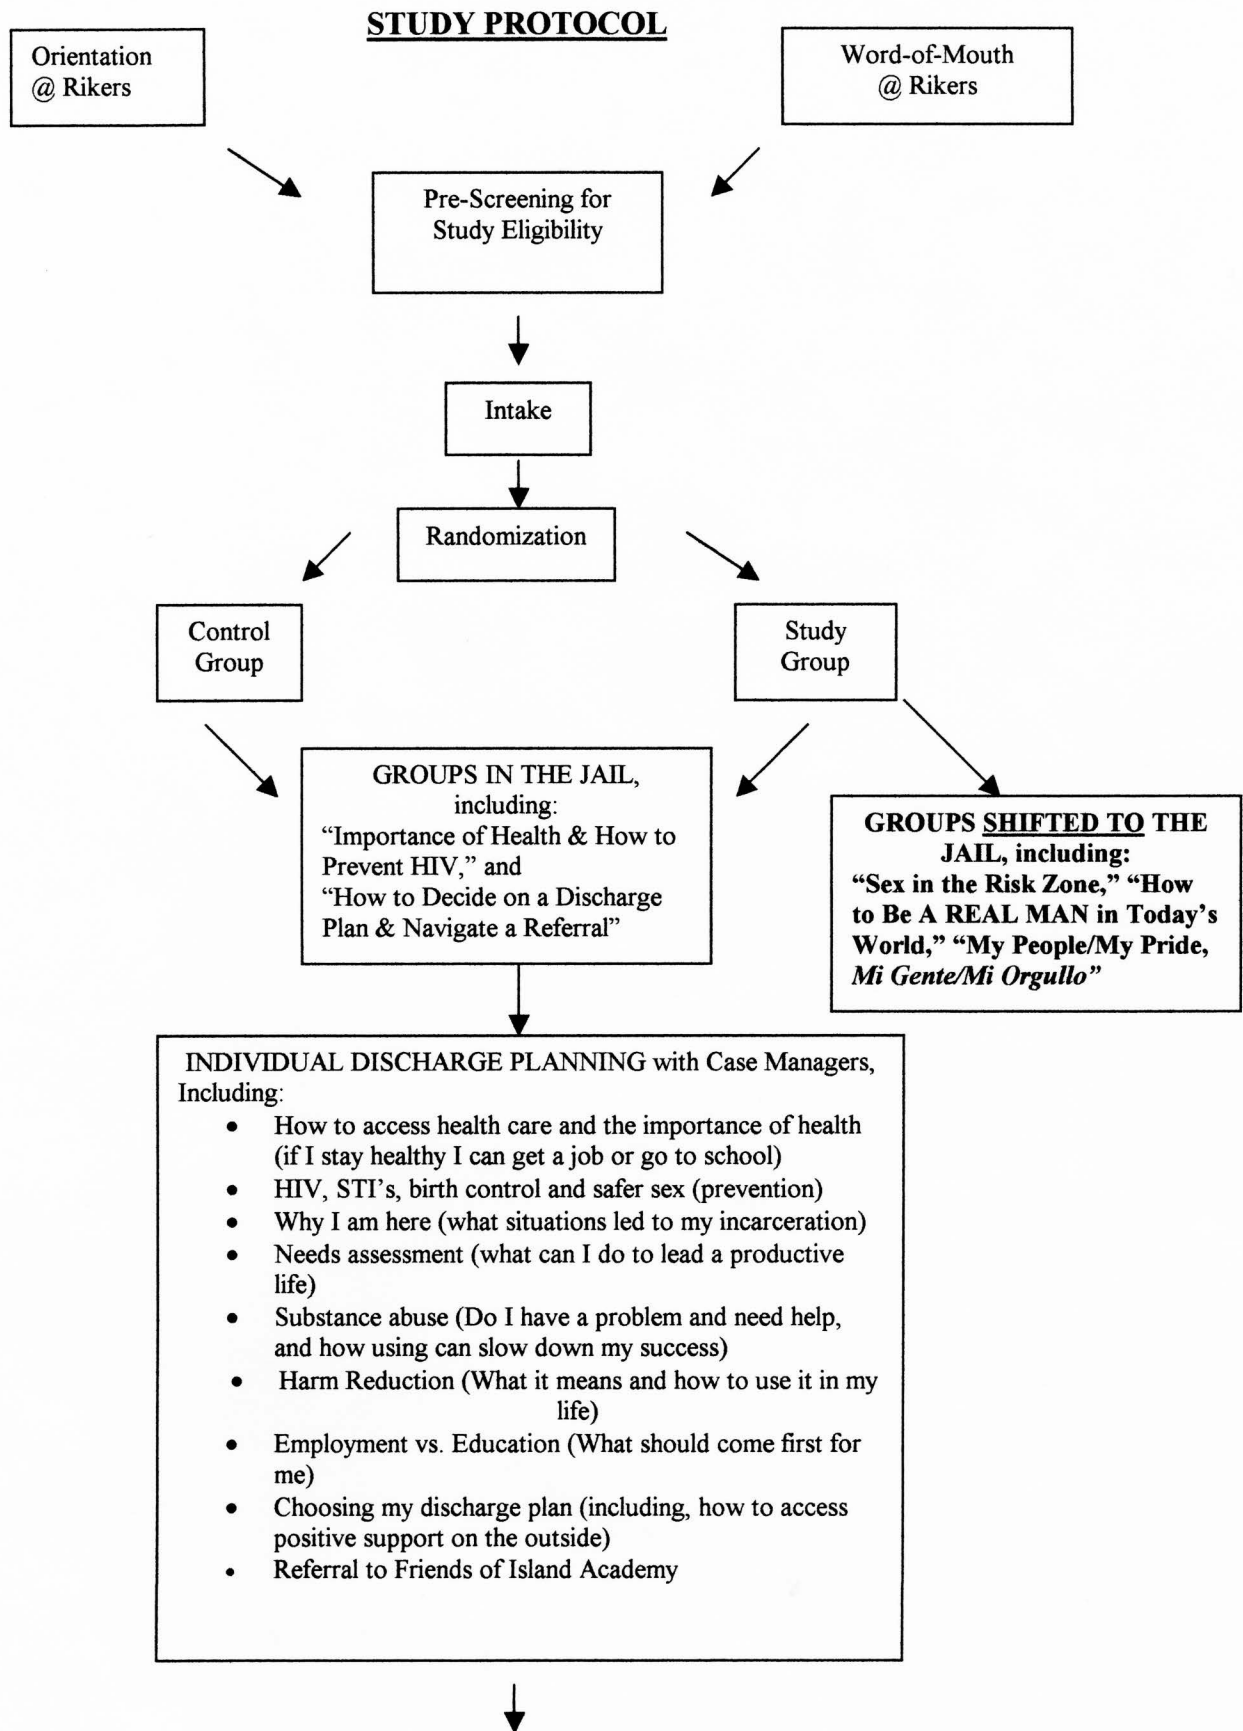 STUDY PROTOCOL
Orientation
@ Rikers
Word-of-Mouth
@ Rikers
Pre-Screening for
Study Eligibility
Intake
Randomization
Control
Group
Study
Group
GROUPS IN THE JAIL,
including:
“Importance of Health & How to
Prevent HIV,” and
“How to Decide on a Discharge
Plan & Navigate a Referral”
GROUPS SHIFTED TO THE
JAIL, including:
“Sex in the Risk Zone,” “How
to Be A REAL MAN in Today’s
World,” “My People/My Pride,
Mi Gente/Mi Orgullo”
INDIVIDUAL DISCHARGE PLANNING with Case Managers,
Including:
• How to access health care and the importance of health
(if I stay healthy I can get a job or go to school)
• HIV, STI’s, birth control and safer sex (prevention)
• Why I am here (what situations led to my incarceration)
• Needs assessment (what can I do to lead a productive
life)
• Substance abuse (Do I have a problem and need help,
and how using can slow down my success)
• Harm Reduction (What it means and how to use it in my
life)
• Employment vs. Education (What should come first for
me)
• Choosing my discharge plan (including, how to access
positive support on the outside)
• Referral to Friends of Island Academy